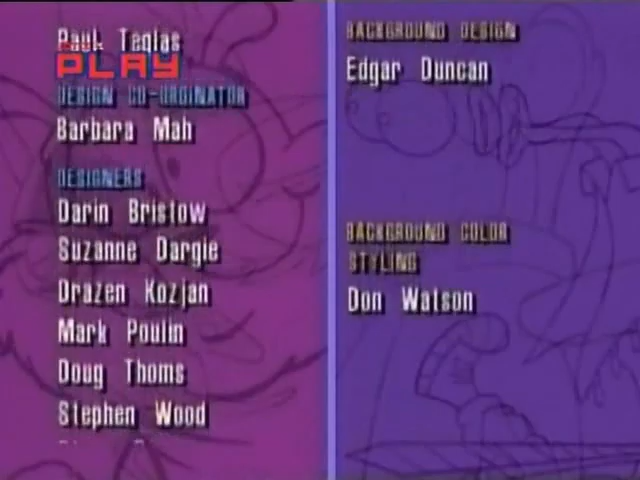 Paul Teglas
PLAY
DESIGN CO-ORDINATOR
Barbara Mah
DESIGNERS
Darin Bristow
Suzanne Dargie
Drazen Kozjan
Mark Poulin
Doug Thoms
Stephen Wood
BACKGROUND DESIGN
Edgar Duncan
BACKGROUND COLOR
STYLING
Don Watson